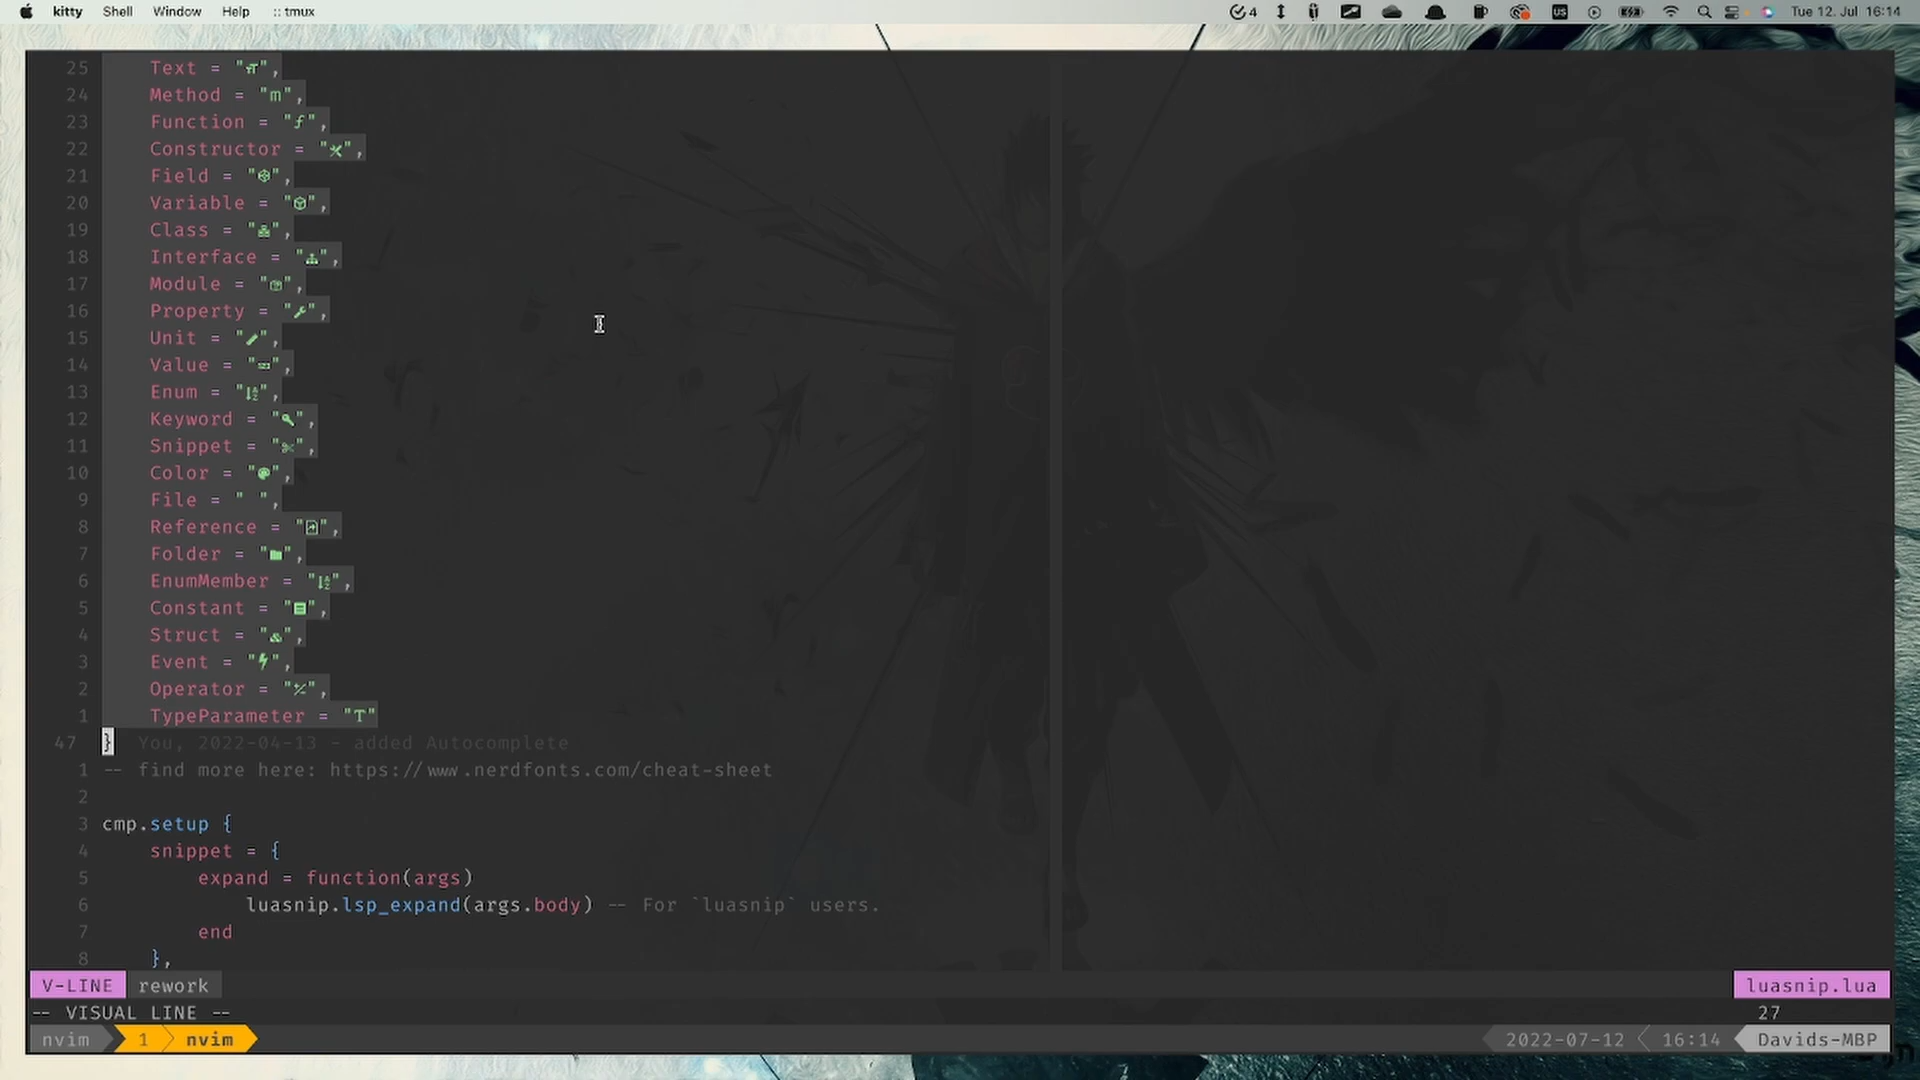 kitty Shell Window Help :: tmux 4 US Tue 12. Jul 16:14
25 Text = "",
24 Method = "m",
23 Function = "ƒ",
22 Constructor = "",
21 Field = "",
20 Variable = "",
19 Class = "",
18 Interface = "",
17 Module = "",
16 Property = "",
15 Unit = "",
14 Value = "",
13 Enum = "",
12 Keyword = "",
11 Snippet = "",
10 Color = "",
9 File = " ",
8 Reference = "",
7 Folder = "",
6 EnumMember = "",
5 Constant = "",
4 Struct = "",
3 Event = "",
2 Operator = "",
1 TypeParameter = "T"
47 } You, 2022-04-13 - added Autocomplete
1 -- find more here: https://www.nerdfonts.com/cheat-sheet
2
3 cmp.setup {
4 snippet = {
5 expand = function(args)
6 luasnip.lsp_expand(args.body) -- For `luasnip` users.
7 end
8 },
V-LINE rework luasnip.lua
-- VISUAL LINE -- 27
nvim 1 nvim 2022-07-12 16:14 Davids-MBP